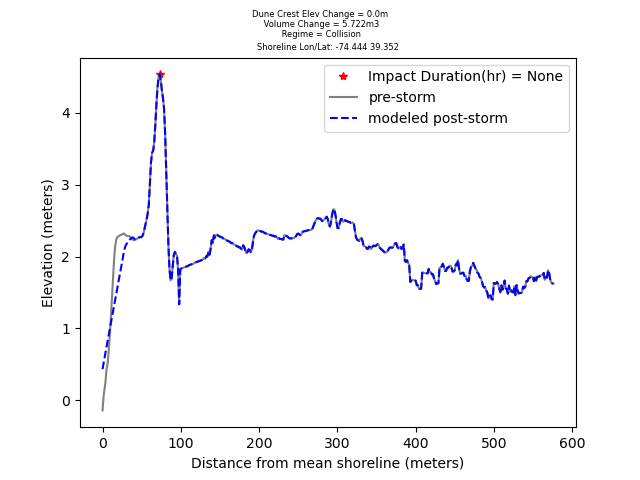 Dune Crest Elev Change = 0.0m
Volume Change = 5.722m3
Regime = Collision
Shoreline Lon/Lat: -74.444 39.352
Impact Duration(hr) = None
pre-storm
modeled post-storm
Elevation (meters)
4
3
2
1
0
0 100 200 300 400 500 600
Distance from mean shoreline (meters)